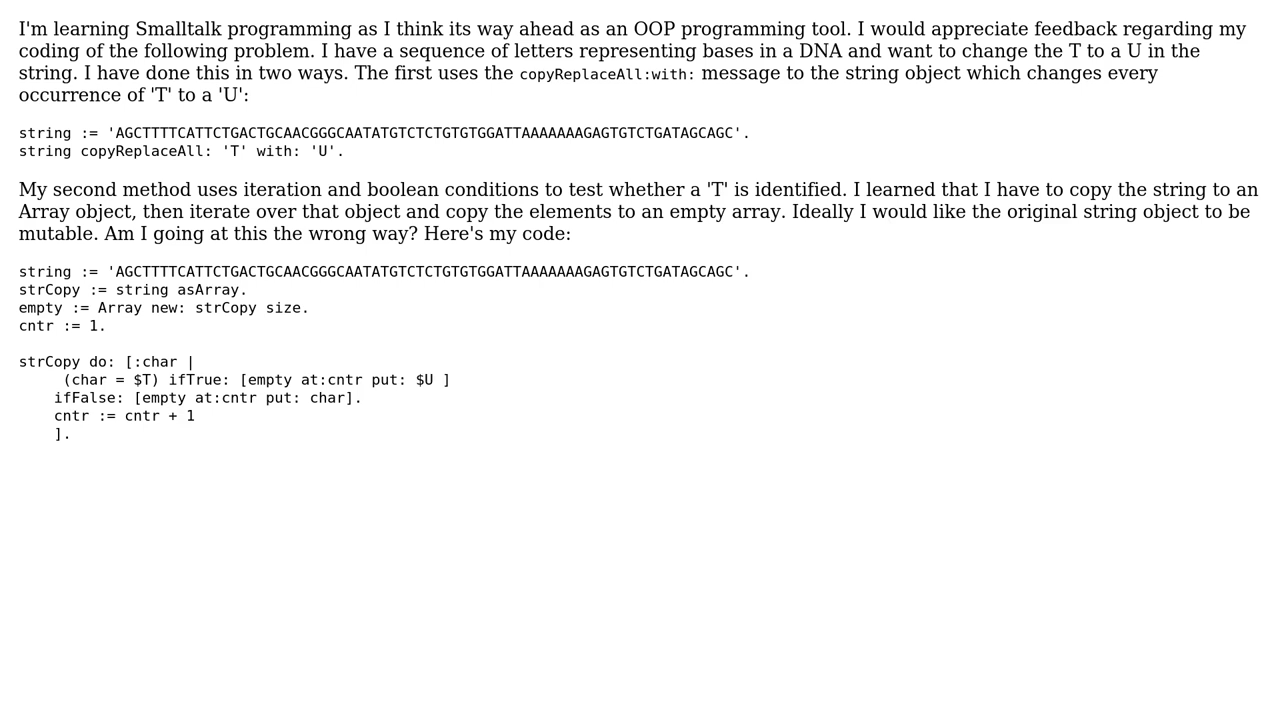 I'm learning Smalltalk programming as I think its way ahead as an OOP programming tool. I would appreciate feedback regarding my
coding of the following problem. I have a sequence of letters representing bases in a DNA and want to change the T to a U in the
string. I have done this in two ways. The first uses the copyReplaceAll:with: message to the string object which changes every
occurrence of 'T' to a 'U':
string := 'AGCTTTTCATTCTGACTGCAACGGGCAATATGTCTCTGTGTGGATTAAAAAAAGAGTGTCTGATAGCAGC'.
string copyReplaceAll: 'T' with: 'U'.
My second method uses iteration and boolean conditions to test whether a 'T' is identified. I learned that I have to copy the string to an
Array object, then iterate over that object and copy the elements to an empty array. Ideally I would like the original string object to be
mutable. Am I going at this the wrong way? Here's my code:
string := 'AGCTTTTCATTCTGACTGCAACGGGCAATATGTCTCTGTGTGGATTAAAAAAAGAGTGTCTGATAGCAGC'.
strCopy := string asArray.
empty := Array new: strCopy size.
cntr := 1.
strCopy do: [:char |
     (char = $T) ifTrue: [empty at:cntr put: $U ]
    ifFalse: [empty at:cntr put: char].
    cntr := cntr + 1
    ].